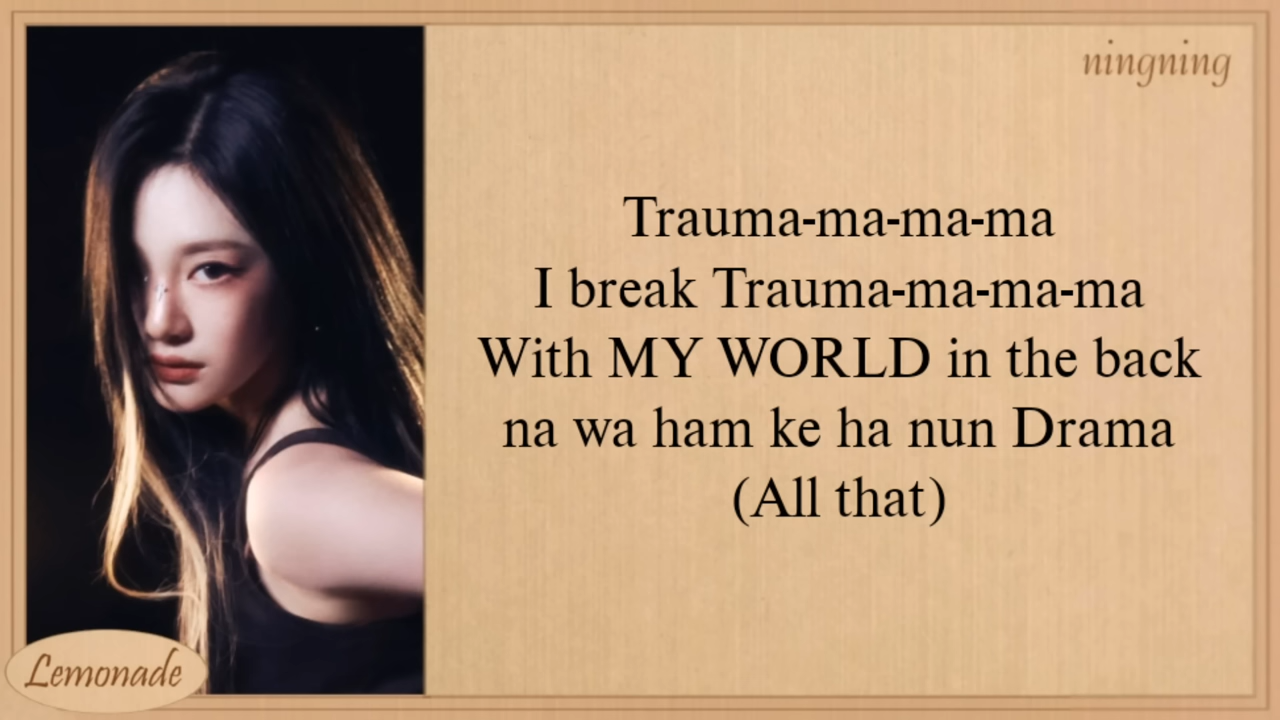 ningning
Trauma-ma-ma-ma
I break Trauma-ma-ma-ma
With MY WORLD in the back
na wa ham ke ha nun Drama
(All that)
Lemonade